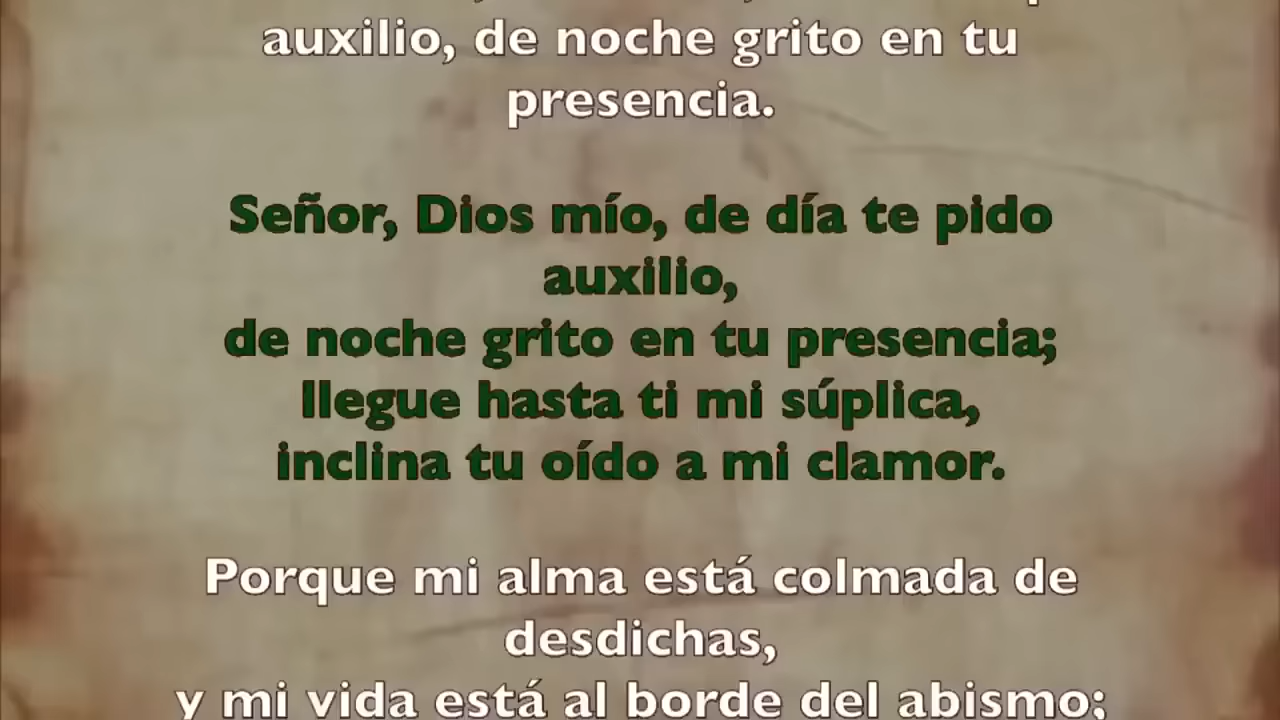 auxilio, de noche grito en tu
presencia.
Señor, Dios mío, de día te pido
auxilio,
de noche grito en tu presencia;
llegue hasta ti mi súplica,
inclina tu oído a mi clamor.
Porque mi alma está colmada de
desdichas,
y mi vida está al borde del abismo;